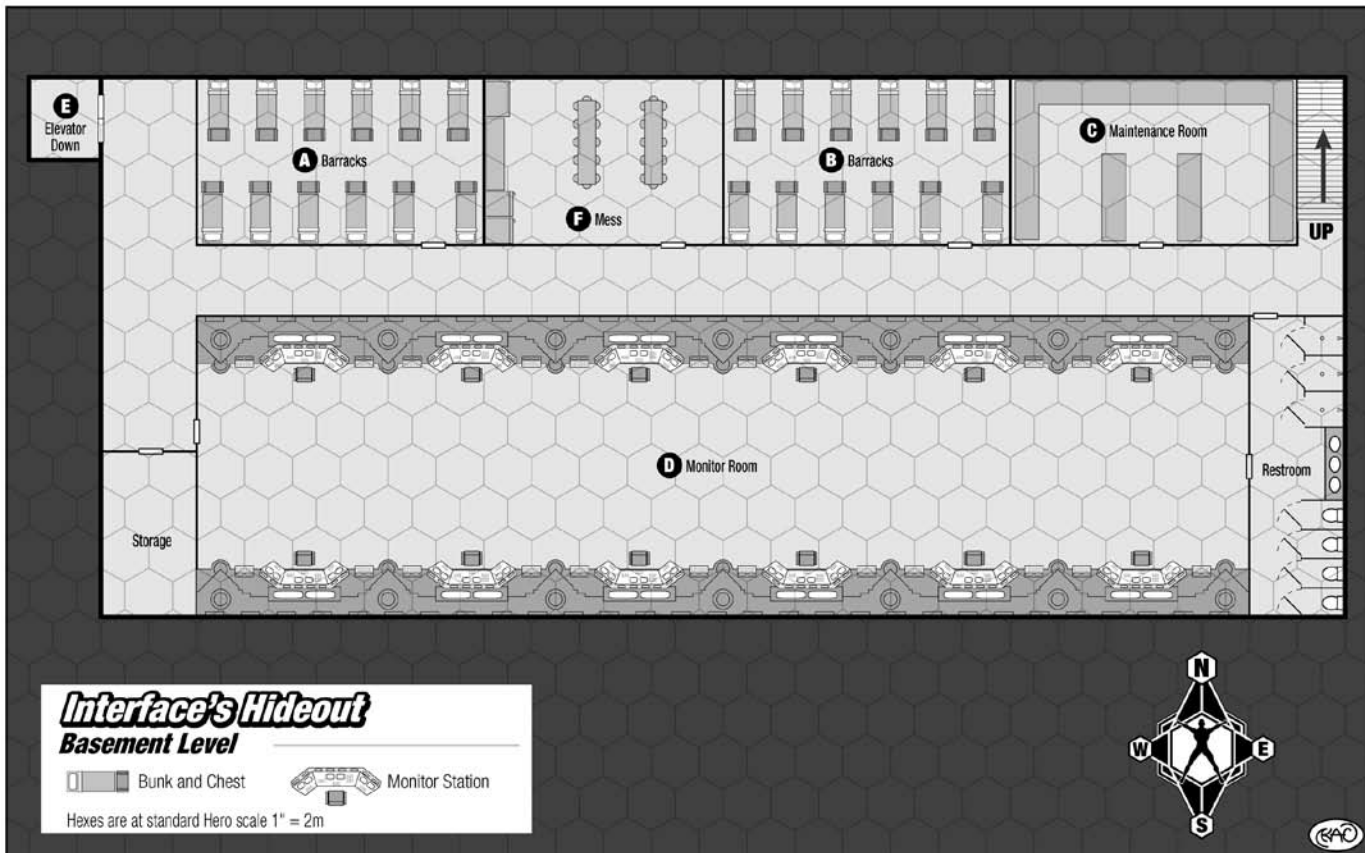 E
Elevator
Down
A Barracks
B Barracks
C Maintenance Room
F Mess
UP
D Monitor Room
Restroom
Storage
Interface's Hideout
Basement Level
Bunk and Chest
Monitor Station
Hexes are at standard Hero scale 1" = 2m
N
W
E
S